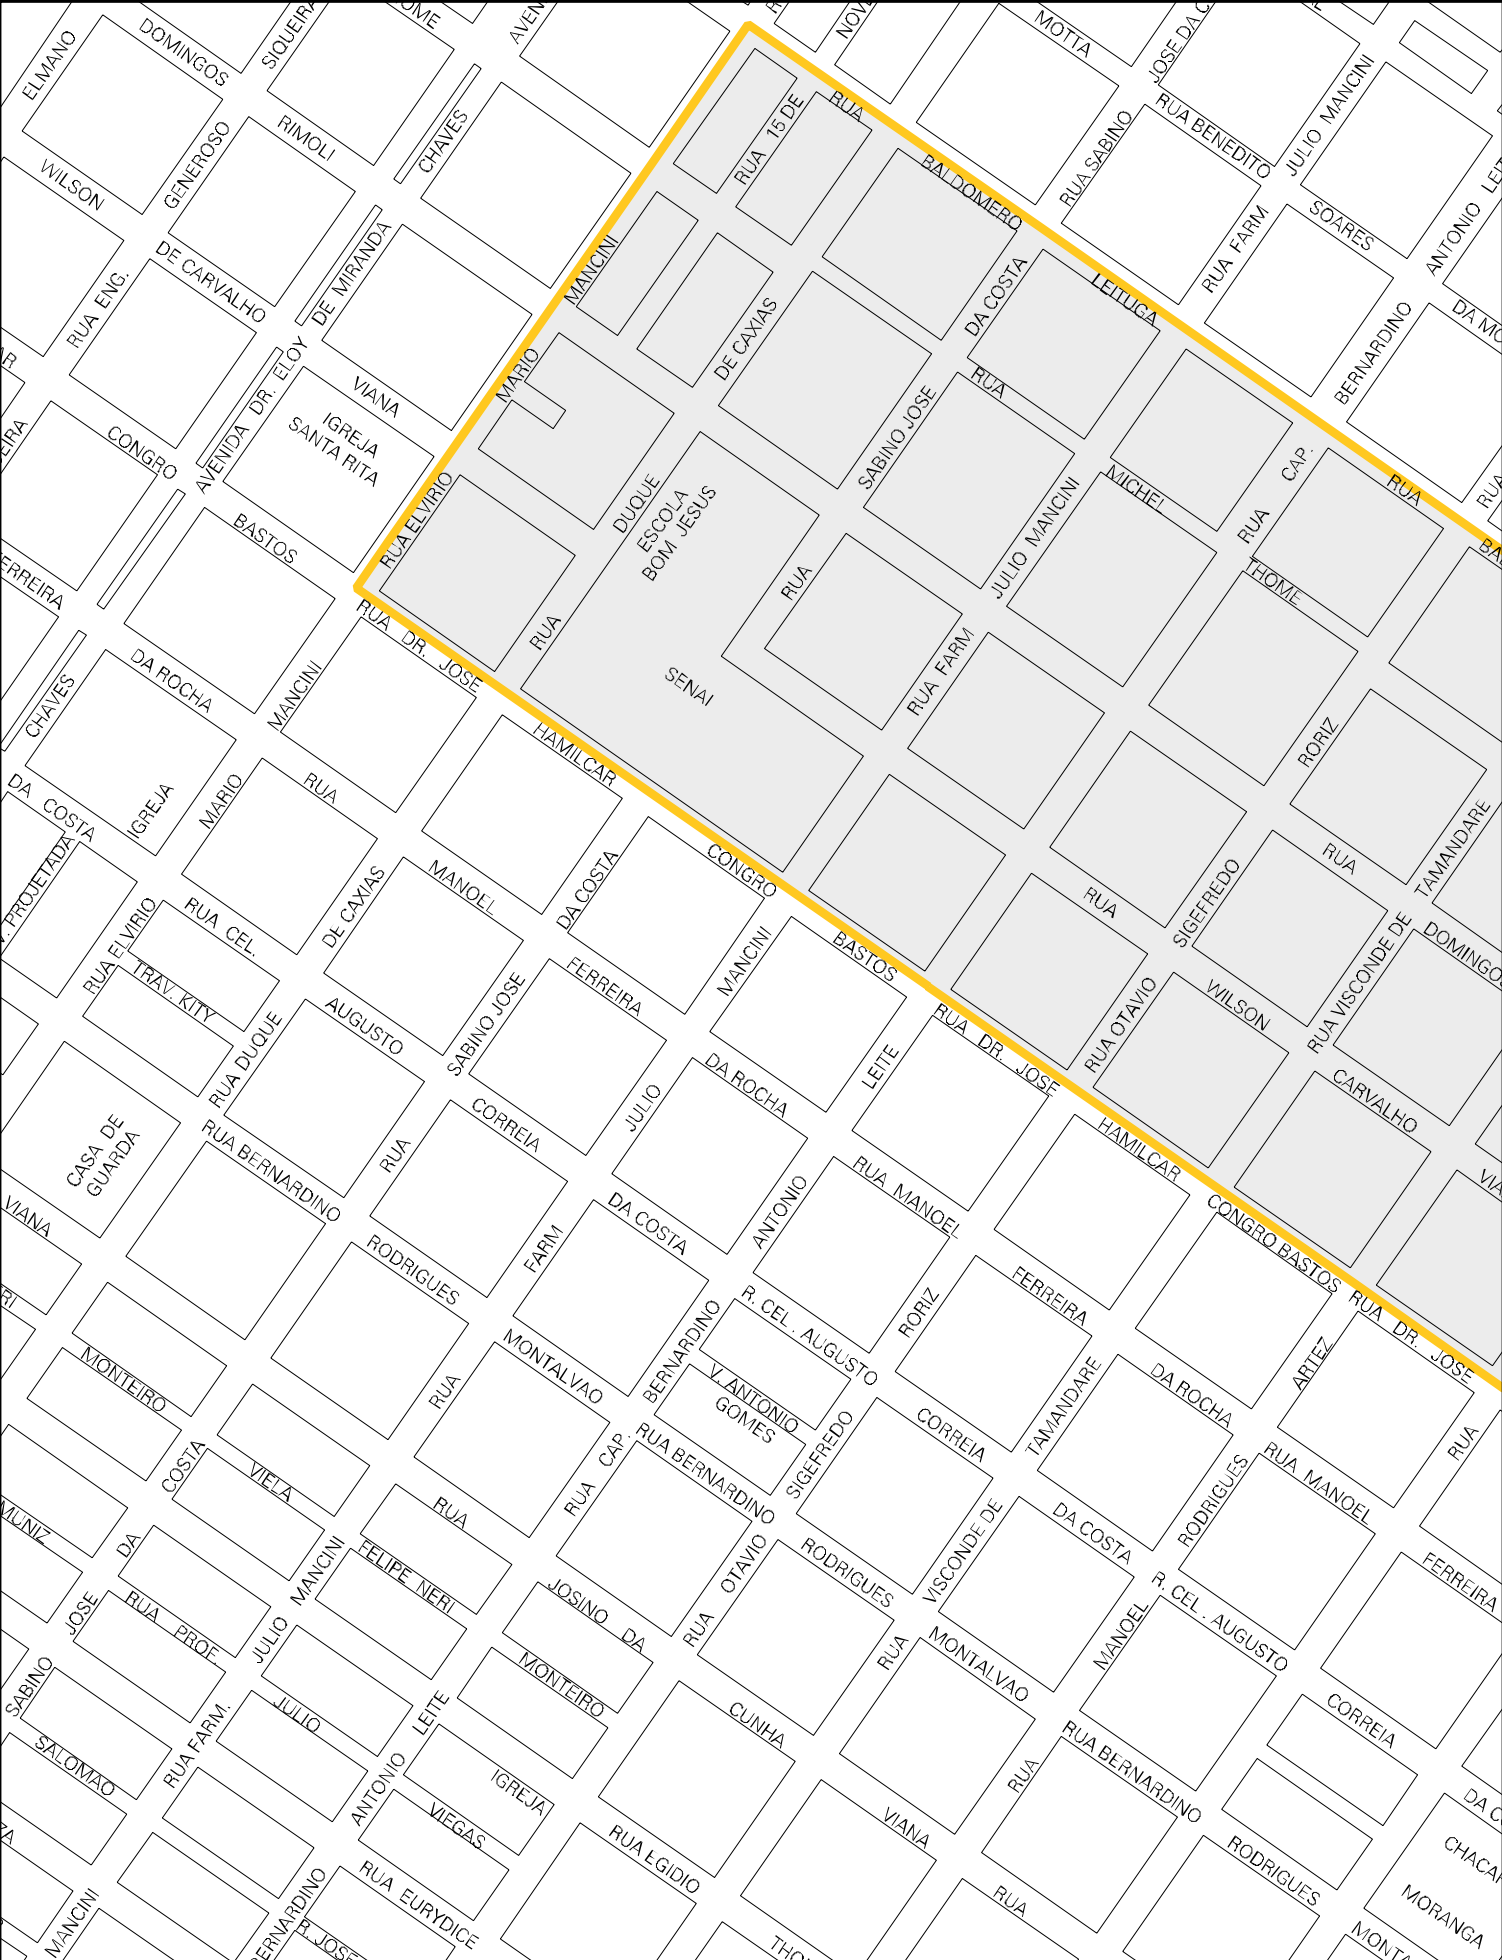 ELMANO
DOMINGOS
SIQUEIRA
MOTTA
JOSE DA C
MANCINI
JULIO
WILSON
GENEROSO
RIMOLI
CHAVES
RUA
15 DE
RUA
BALDOMERO
LEITUGA
RUA SABINO
RUA BENEDITO
SOARES
ANTONIO
RUA FARM
BERNARDINO
RUA ENG.
DE CARVALHO
DE MIRANDA
AVENIDA DR. ELOY
VIANA
IGREJA
SANTA RITA
CONGRO
BASTOS
RUA ELVIRIO
MARIO
MANCINI
DE CAXIAS
DUQUE
RUA
DA COSTA
SABINO JOSE
RUA
RUA
MICHEL
THOME
RUA
CAP.
RUA
ESCOLA
BOM JESUS
SENAI
JULIO MANCINI
RUA FARM
RORIZ
TAMANDARE
RUA VISCONDE DE
RUA
RUA
SIGEFREDO
WILSON
RUA OTAVIO
CARVALHO
RUA DR. JOSE
HAMILCAR
CONGRO
BASTOS
RUA DR. JOSE
HAMILCAR
CONGRO BASTOS
RUA DR. JOSE
DA ROCHA
CHAVES
DA COSTA
IGREJA
MARIO
MANCINI
RUA
MANOEL
FERREIRA
DA ROCHA
RUA ELVIRIO
RUA CEL.
TRAV. KITY
DE CAXIAS
RUA DUQUE
AUGUSTO
CORREIA
DA COSTA
SABINO JOSE
DA COSTA
RUA
MANCINI
JULIO
LEITE
ANTONIO
FARM
RUA
RUA MANOEL
FERREIRA
DA ROCHA
RUA MANOEL
FERREIRA
CASA DE
GUARDA
VIANA
RUA BERNARDINO
RODRIGUES
MONTALVAO
RUA BERNARDINO
RODRIGUES
MONTALVAO
RUA BERNARDINO
RODRIGUES
BERNARDINO
RUA
CAP.
R. CEL. AUGUSTO
V. ANTONIO
GOMES
CORREIA
DA COSTA
R. CEL. AUGUSTO
CORREIA
RORIZ
SIGEFREDO
OTAVIO
RUA
TAMANDARE
VISCONDE DE
RUA
ARTEZ
RODRIGUES
MANOEL
RUA
RUA
MONTEIRO
COSTA
DA
JOSE
SABINO
VIELA
MANCINI
JULIO
RUA FARM.
RUA
FELIPE NERI
JOSINO DA
MONTEIRO
CUNHA
VIANA
RUA
MUNIZ
RUA PROF
JULIO
SALOMAO
LEITE
ANTONIO
IGREJA
VIEGAS
RUA EGIDIO
RUA EURYDICE
R. JOSE
MANCINI
MORANGA